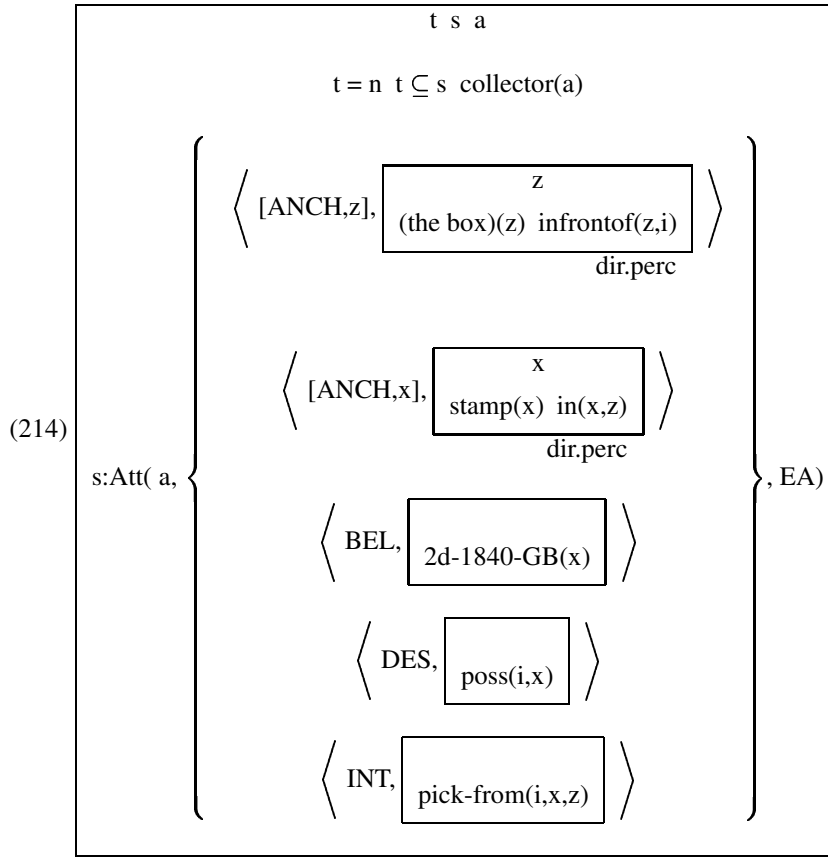 t s a
t = n t ⊆ s collector(a)
z
⟨ [ANCH,z], (the box)(z) infrontof(z,i) ⟩
dir.perc
x
⟨ [ANCH,x], stamp(x) in(x,z) ⟩
dir.perc
(214)
s:Att( a, { }, EA)
⟨ BEL, 2d-1840-GB(x) ⟩
⟨ DES, poss(i,x) ⟩
⟨ INT, pick-from(i,x,z) ⟩